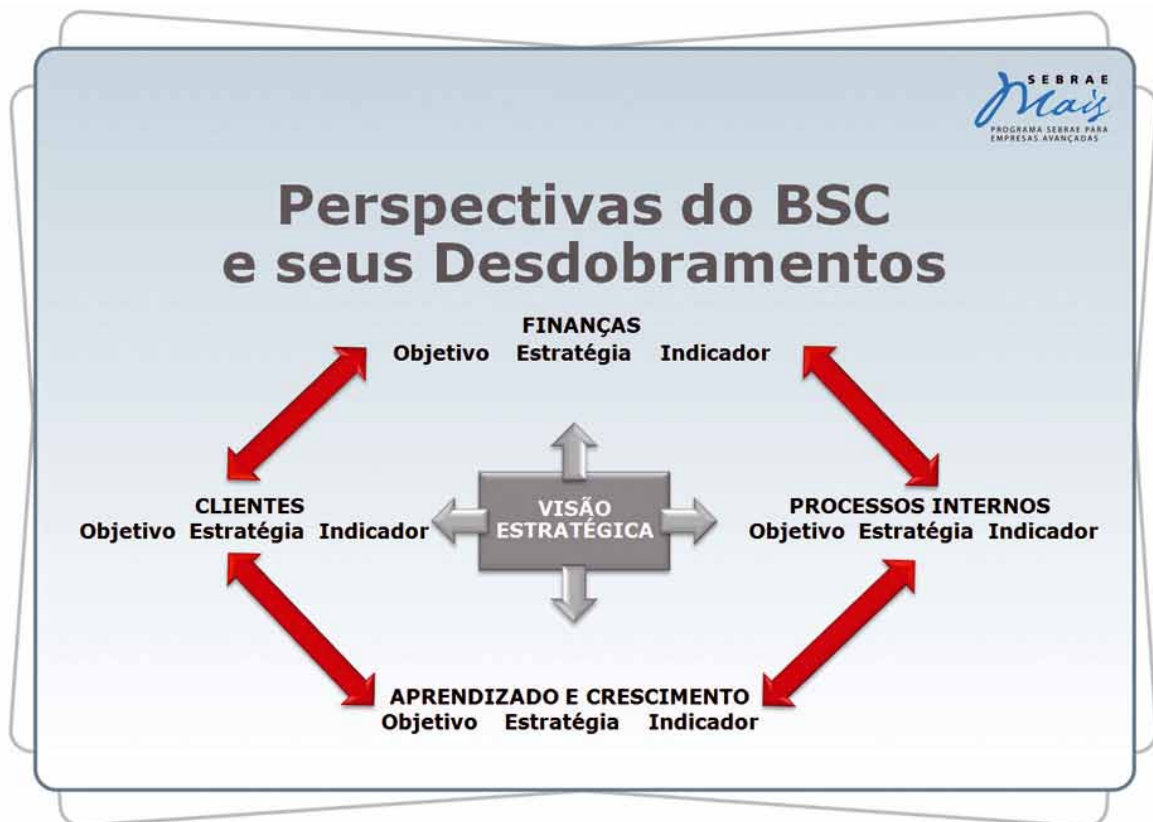 SEBRAE
Mais
PROGRAMA SEBRAE PARA
EMPRESAS AVANÇADAS
Perspectivas do BSC
e seus Desdobramentos
FINANÇAS
Objetivo Estratégia Indicador
CLIENTES
Objetivo Estratégia Indicador
VISÃO
ESTRATÉGICA
PROCESSOS INTERNOS
Objetivo Estratégia Indicador
APRENDIZADO E CRESCIMENTO
Objetivo Estratégia Indicador